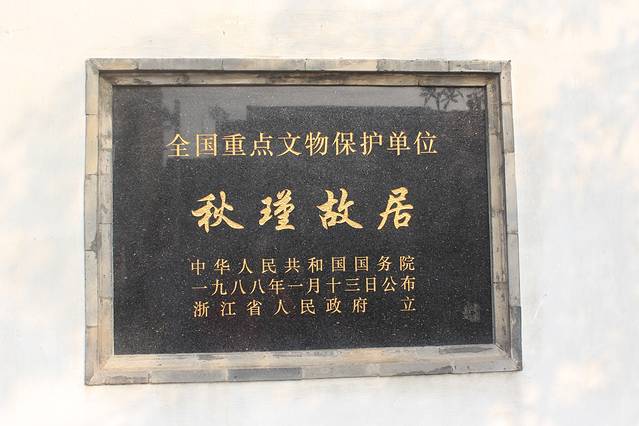 全国重点文物保护单位
秋瑾故居
中华人民共和国国务院
一九八八年一月十三日公布
浙江省人民政府 立